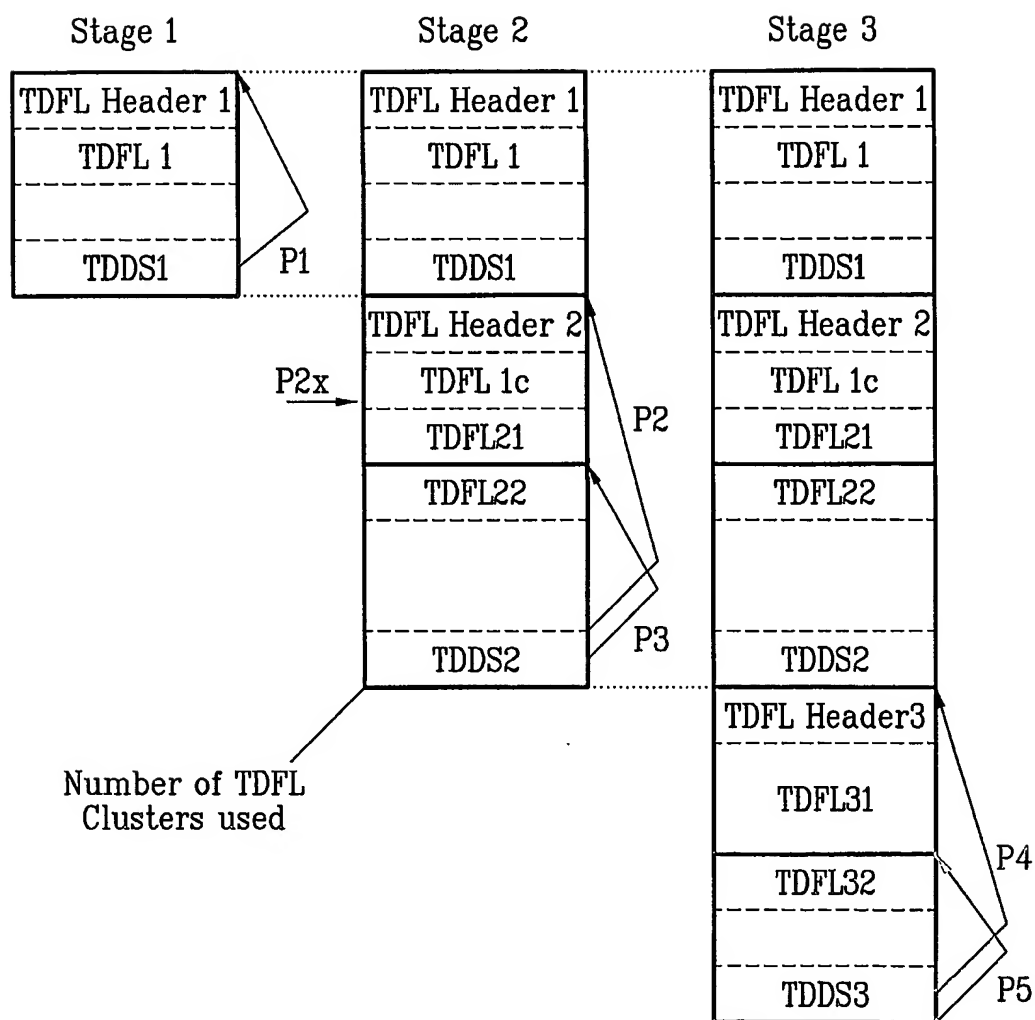 Stage 1
Stage 2
Stage 3
TDFL Header 1
TDFL 1
TDDS1
P1
TDFL Header 1
TDFL 1
TDDS1
TDFL Header 2
TDFL 1c
TDFL21
TDFL22
TDDS2
P2x
P2
P3
Number of TDFL
Clusters used
TDFL Header 1
TDFL 1
TDDS1
TDFL Header 2
TDFL 1c
TDFL21
TDFL22
TDDS2
TDFL Header3
TDFL31
TDFL32
TDDS3
P4
P5